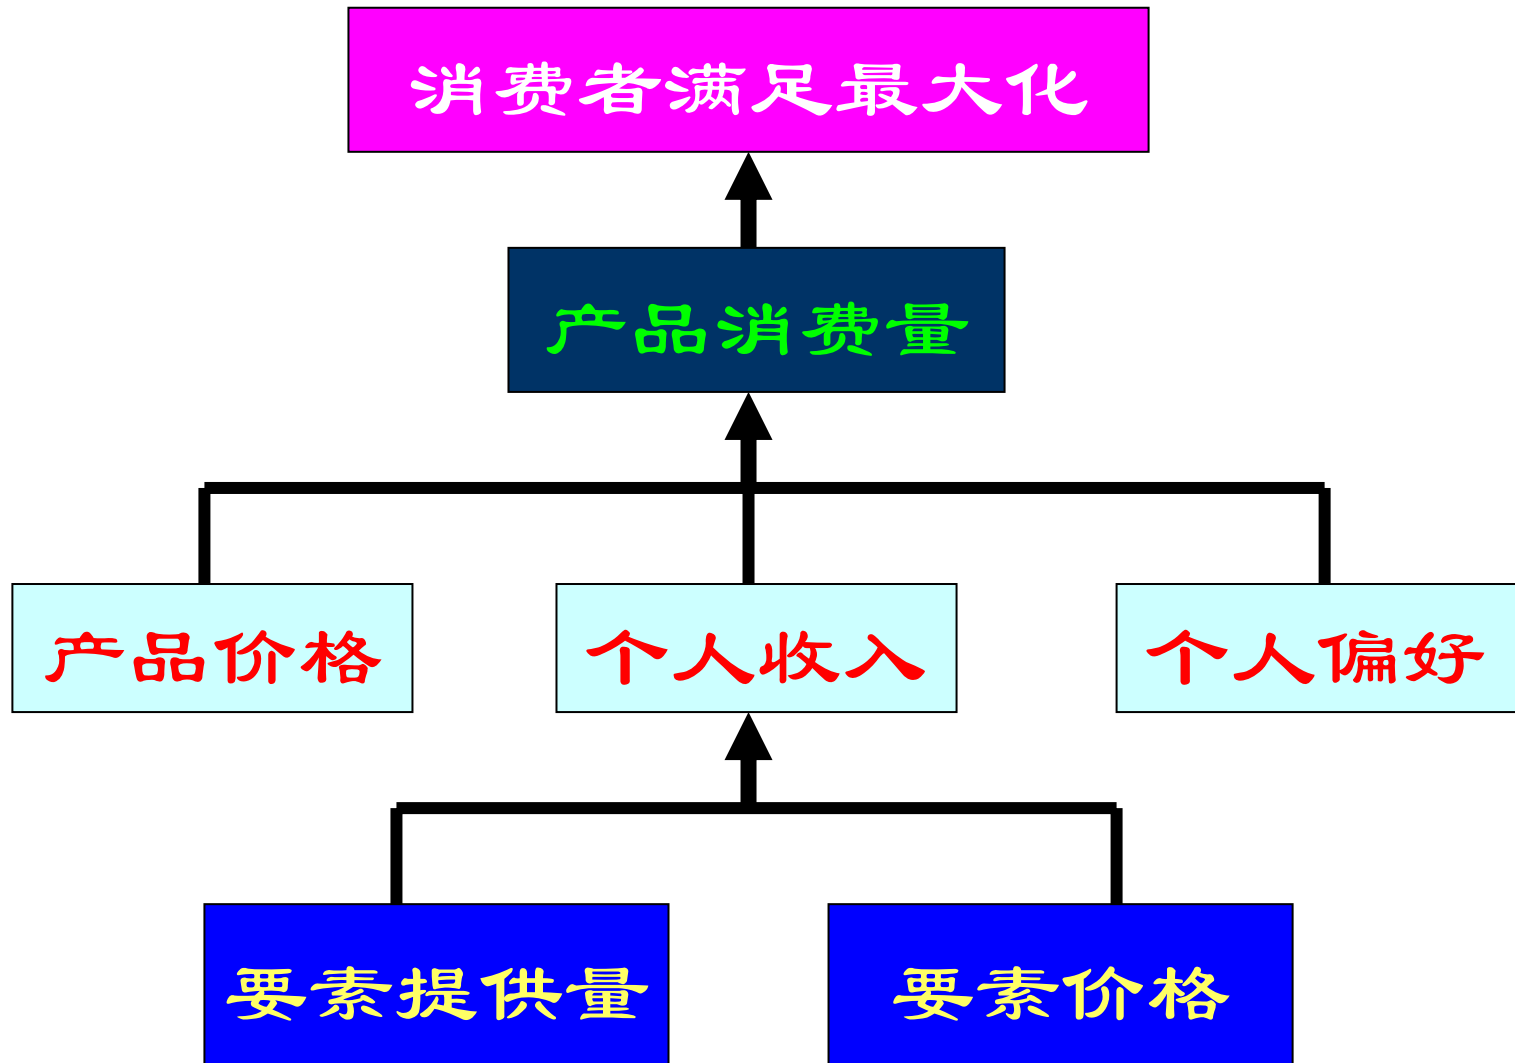 消费者满足最大化
产品消费量
产品价格
个人收入
个人偏好
要素提供量
要素价格